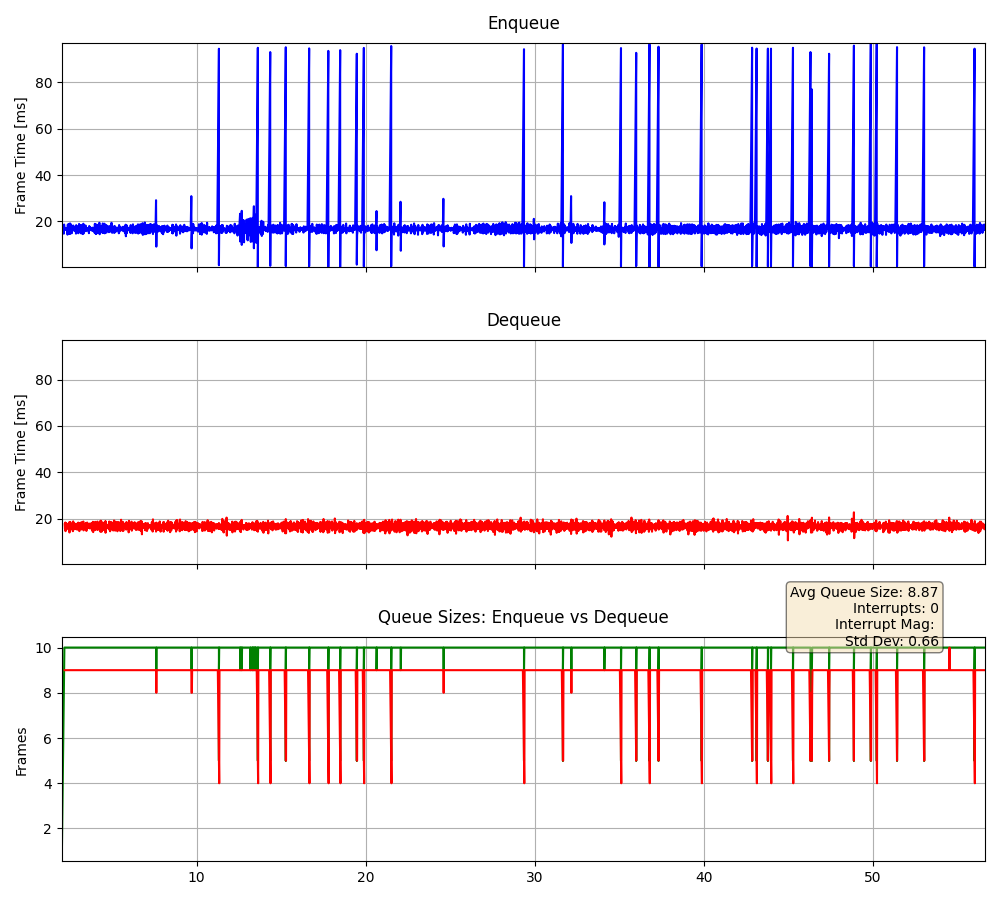 Enqueue
Frame Time [ms]
80
60
40
20
Dequeue
Frame Time [ms]
80
60
40
20
Avg Queue Size: 8.87
Interrupts: 0
Interrupt Mag:
Std Dev: 0.66
Queue Sizes: Enqueue vs Dequeue
Frames
10
8
6
4
2
10 20 30 40 50